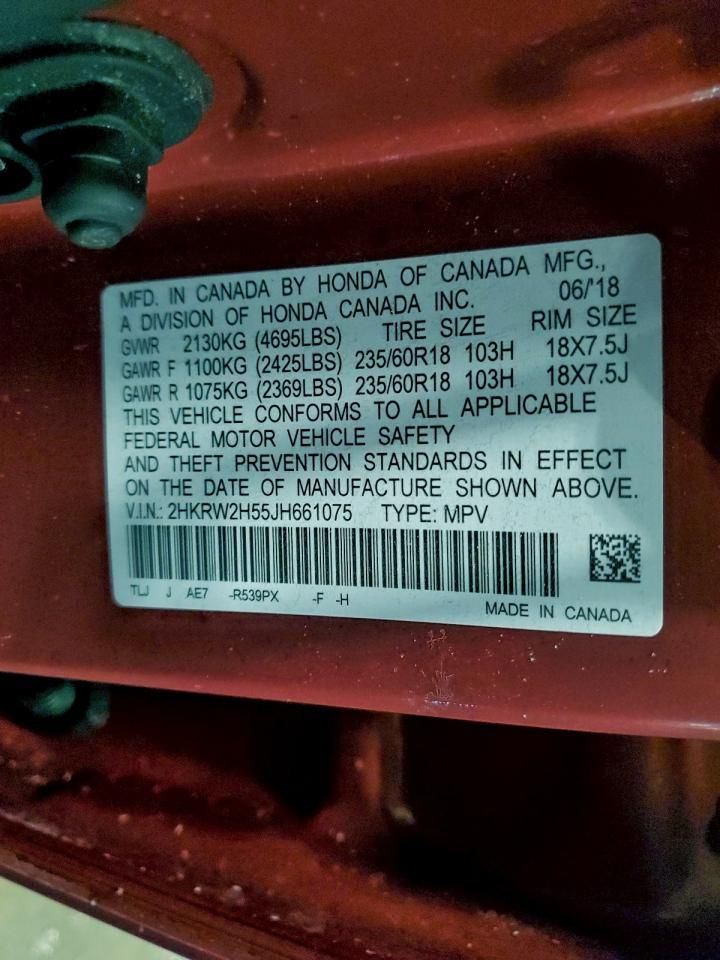 MFD. IN CANADA BY HONDA OF CANADA MFG.,
A DIVISION OF HONDA CANADA INC. 06/'18
GVWR 2130KG (4695LBS) TIRE SIZE RIM SIZE
GAWR F 1100KG (2425LBS) 235/60R18 103H 18X7.5J
GAWR R 1075KG (2369LBS) 235/60R18 103H 18X7.5J
THIS VEHICLE CONFORMS TO ALL APPLICABLE
FEDERAL MOTOR VEHICLE SAFETY
AND THEFT PREVENTION STANDARDS IN EFFECT
ON THE DATE OF MANUFACTURE SHOWN ABOVE.
V.I.N.: 2HKRW2H55JH661075 TYPE: MPV
TLJ J AE7 -R539PX -F -H
MADE IN CANADA